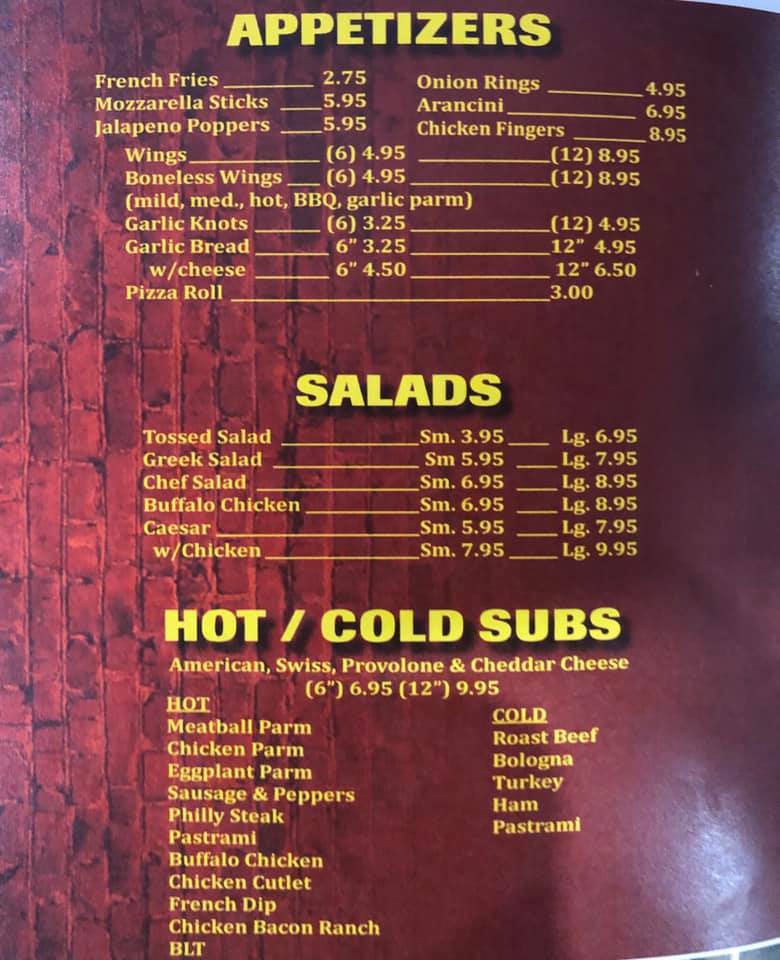 APPETIZERS
French Fries 2.75 Onion Rings 4.95
Mozzarella Sticks 5.95 Arancini 6.95
Jalapeno Poppers 5.95 Chicken Fingers 8.95
Wings (6) 4.95 (12) 8.95
Boneless Wings (6) 4.95 (12) 8.95
(mild, med., hot, BBQ, garlic parm)
Garlic Knots (6) 3.25 (12) 4.95
Garlic Bread 6” 3.25 12” 4.95
w/cheese 6” 4.50 12” 6.50
Pizza Roll 3.00
SALADS
Tossed Salad Sm. 3.95 Lg. 6.95
Greek Salad Sm 5.95 Lg. 7.95
Chef Salad Sm. 6.95 Lg. 8.95
Buffalo Chicken Sm. 6.95 Lg. 8.95
Caesar Sm. 5.95 Lg. 7.95
w/Chicken Sm. 7.95 Lg. 9.95
HOT / COLD SUBS
American, Swiss, Provolone & Cheddar Cheese
(6”) 6.95 (12”) 9.95
HOT
Meatball Parm
Chicken Parm
Eggplant Parm
Sausage & Peppers
Philly Steak
Pastrami
Buffalo Chicken
Chicken Cutlet
French Dip
Chicken Bacon Ranch
BLT
COLD
Roast Beef
Bologna
Turkey
Ham
Pastrami